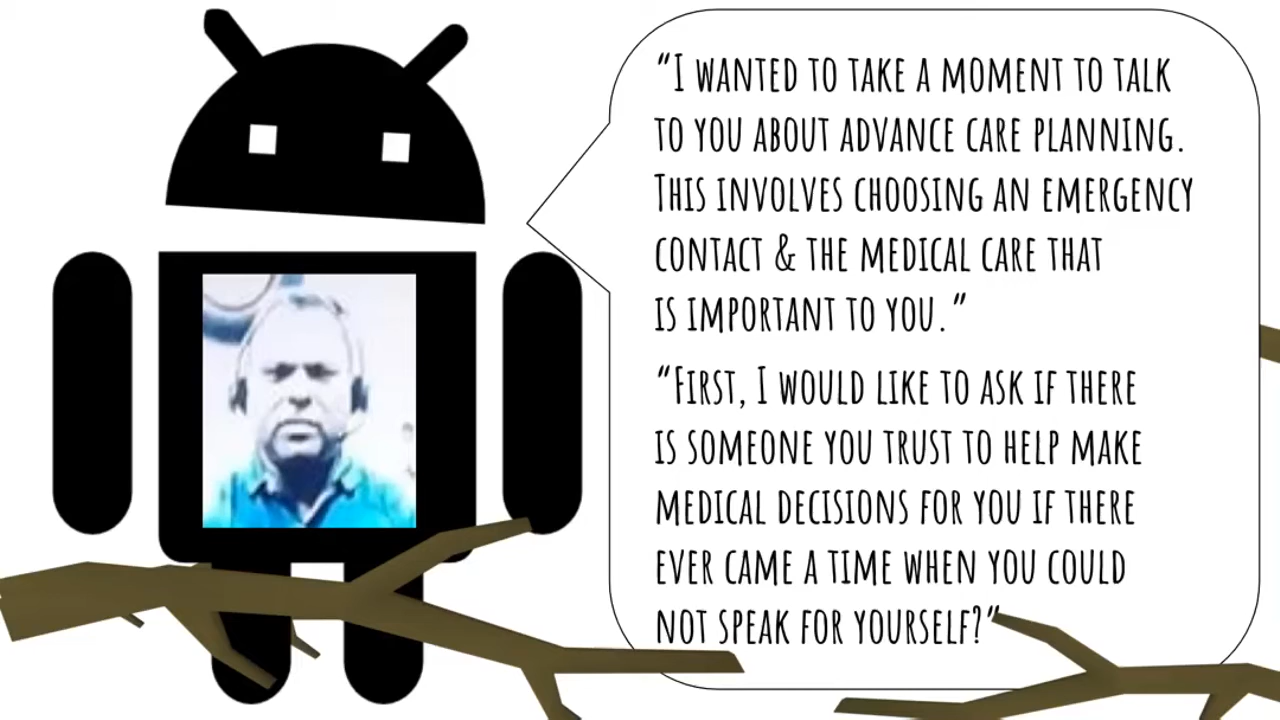 “I wanted to take a moment to talk
to you about advance care planning.
This involves choosing an emergency
contact & the medical care that
is important to you.”
“First, I would like to ask if there
is someone you trust to help make
medical decisions for you if there
ever came a time when you could
not speak for yourself?”